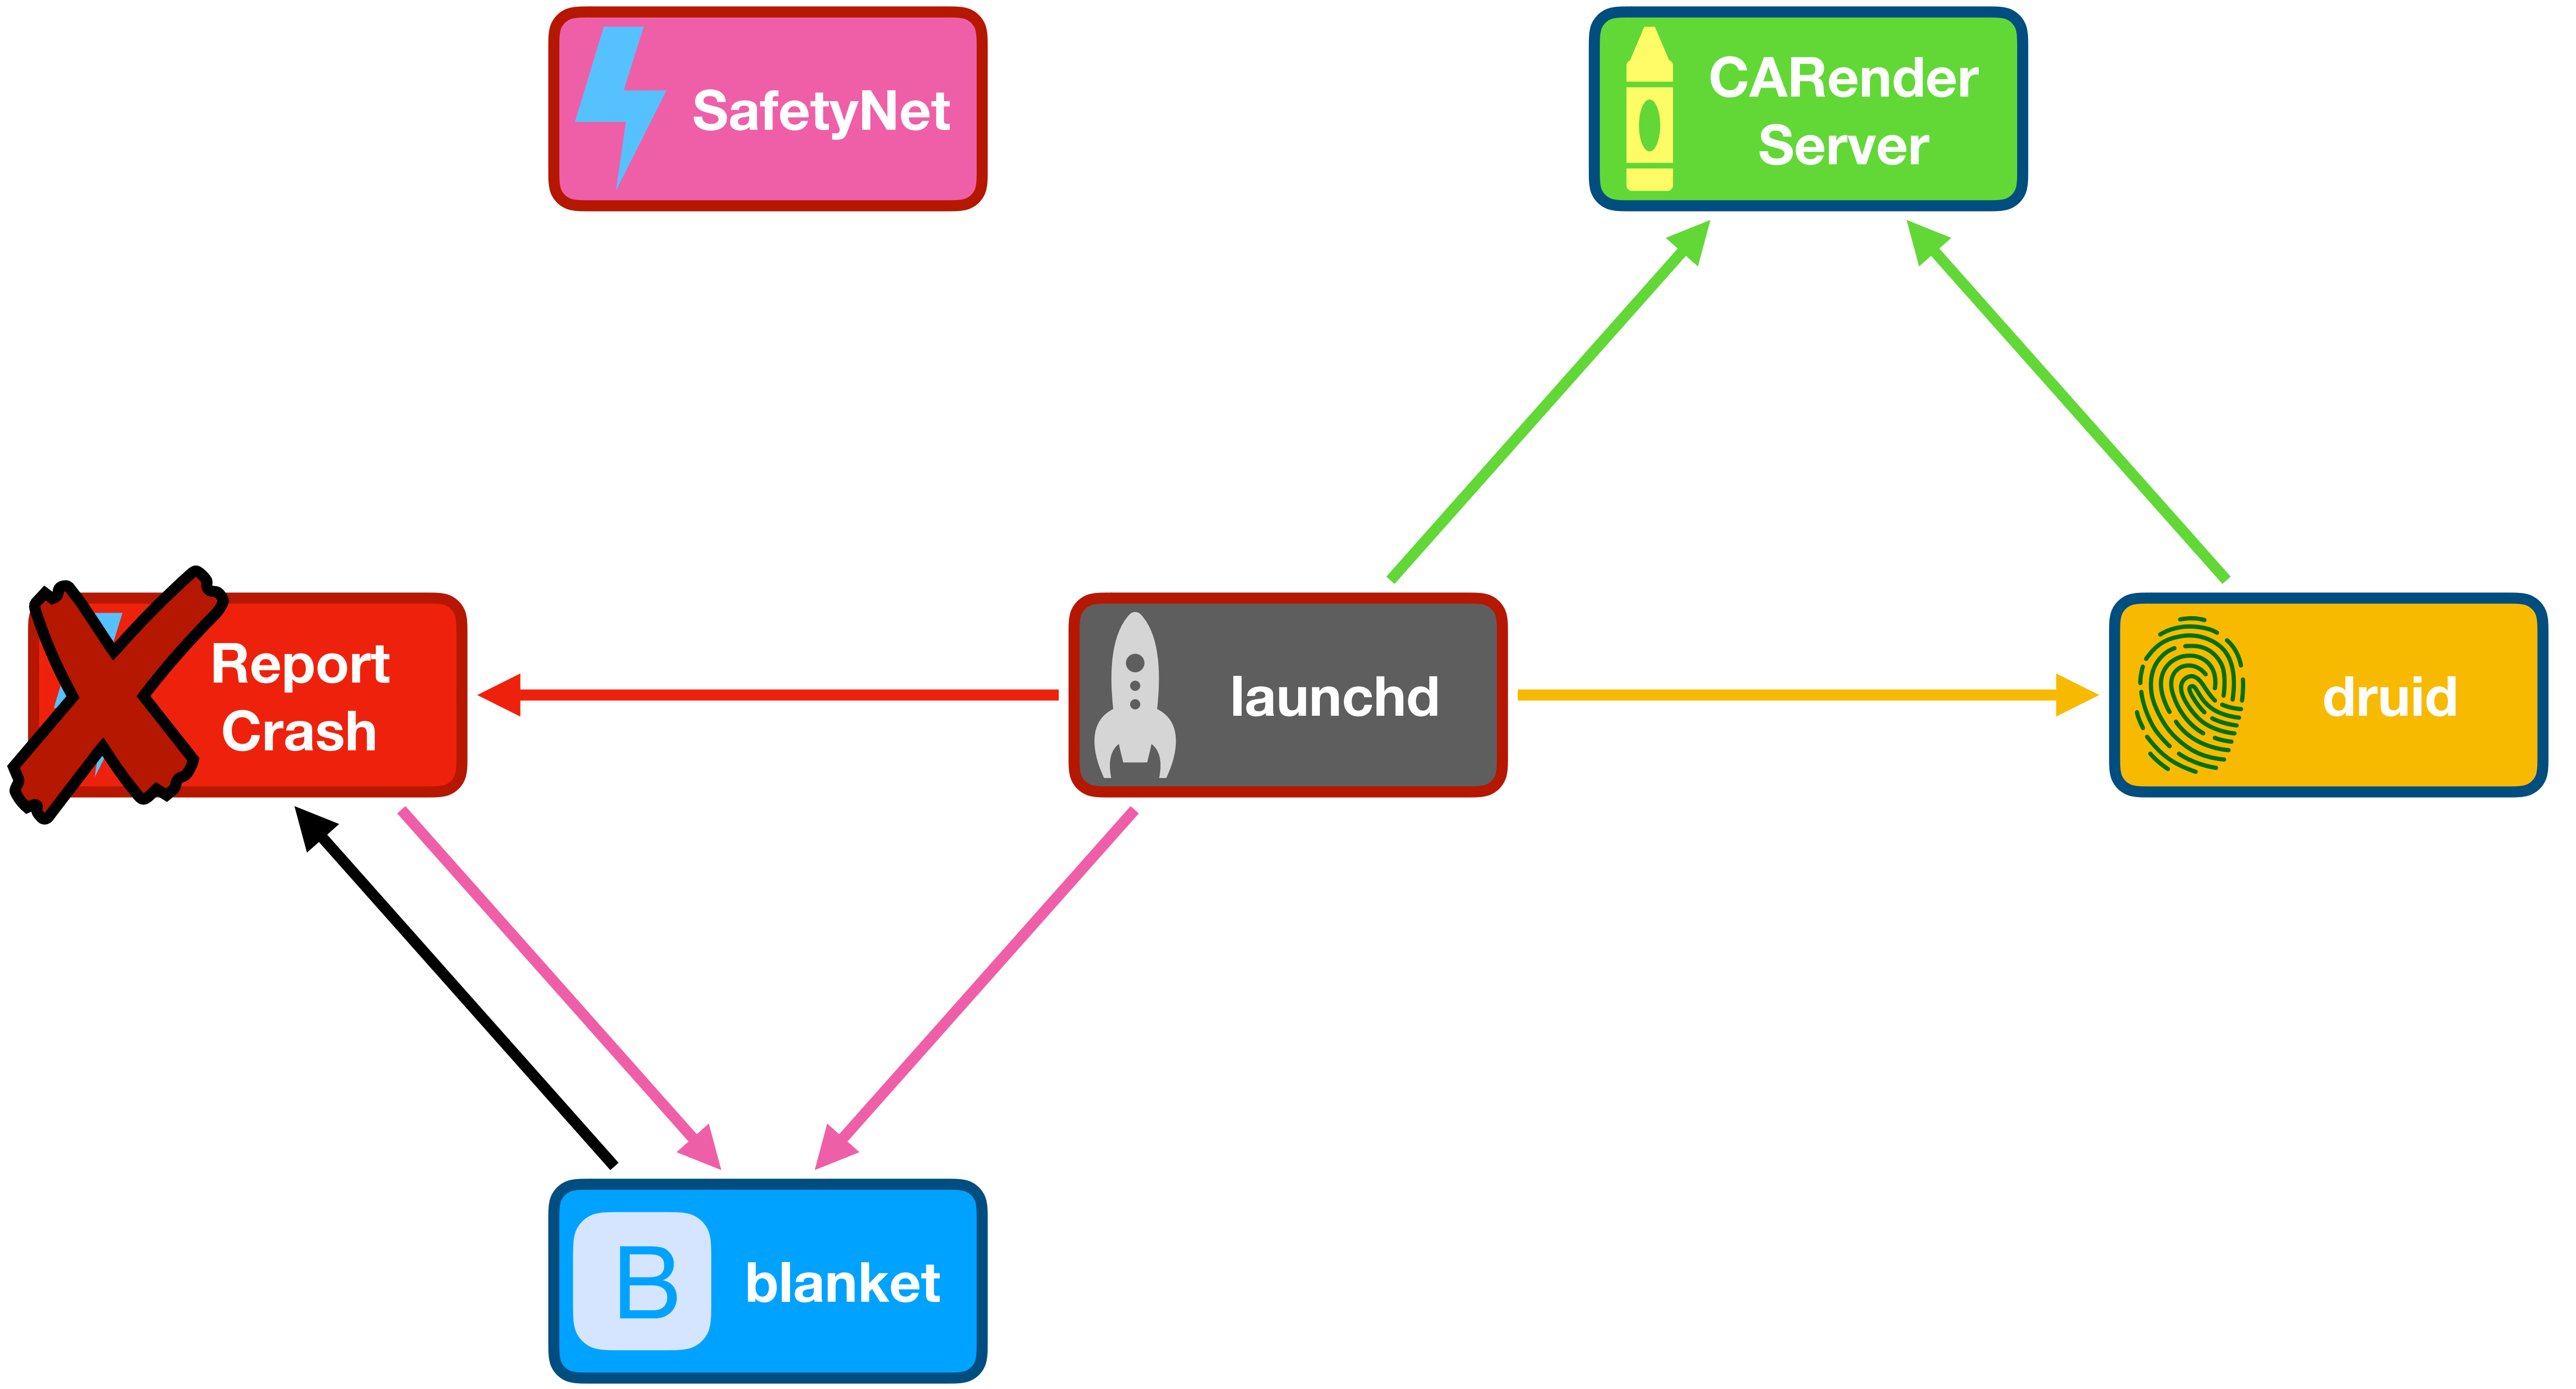 SafetyNet
CARender
Server
Report
Crash
launchd
druid
B
blanket